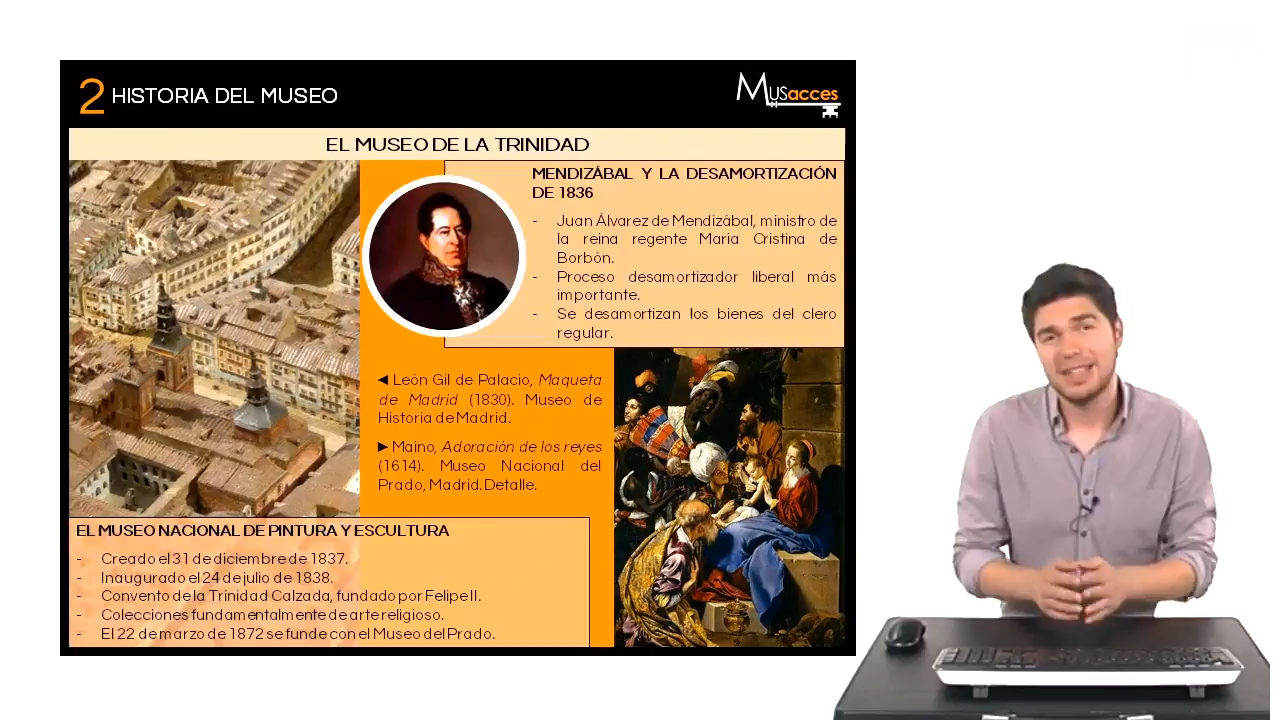 2 HISTORIA DEL MUSEO
Musacces
EL MUSEO DE LA TRINIDAD
MENDIZÁBAL Y LA DESAMORTIZACIÓN
DE 1836
- Juan Álvarez de Mendizábal, ministro de
la reina regente María Cristina de
Borbón.
- Proceso desamortizador liberal más
importante.
- Se desamortizan los bienes del clero
regular.
◄ León Gil de Palacio, Maqueta
de Madrid (1830). Museo de
Historia de Madrid.
► Maino, Adoración de los reyes
(1614). Museo Nacional del
Prado, Madrid. Detalle.
EL MUSEO NACIONAL DE PINTURA Y ESCULTURA
- Creado el 31 de diciembre de 1837.
- Inaugurado el 24 de julio de 1838.
- Convento de la Trinidad Calzada, fundado por Felipe II.
- Colecciones fundamentalmente de arte religioso.
- El 22 de marzo de 1872 se funde con el Museo del Prado.